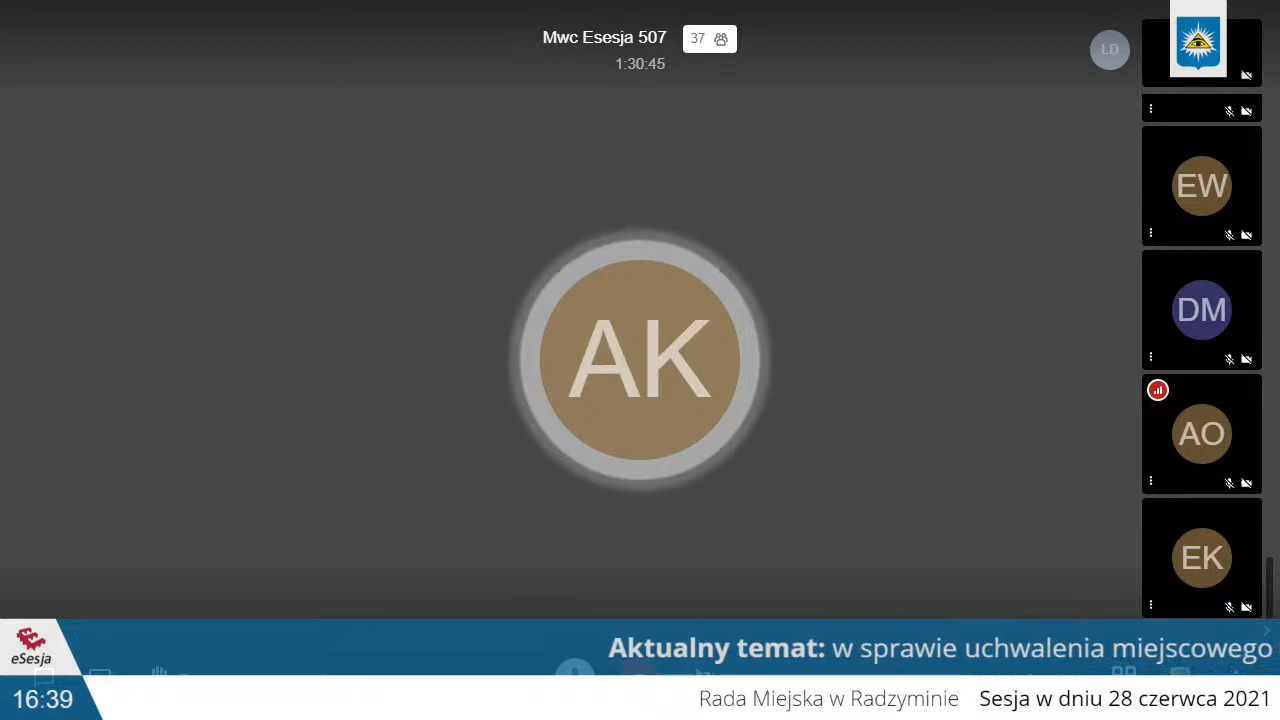 Mwc Esesja 507
37
1:30:45
LD
EW
DM
AO
EK
AK
eSesja
Aktualny temat: w sprawie uchwalenia miejscowego
16:39
Rada Miejska w Radzyminie Sesja w dniu 28 czerwca 2021